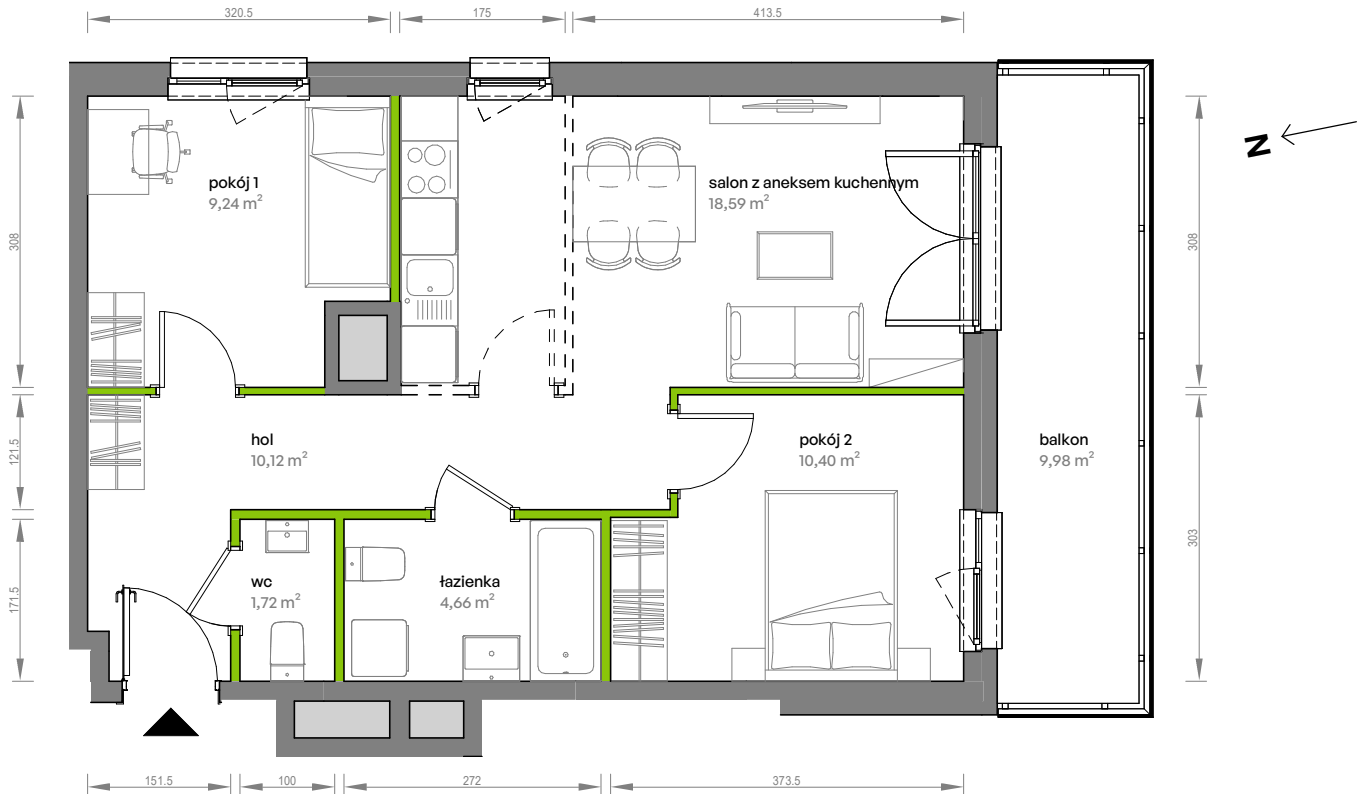 320.5
175
413.5
N
pokój 1
9,24 m²
salon z aneksem kuchennym
18,59 m²
308
308
hol
10,12 m²
pokój 2
10,40 m²
balkon
9,98 m²
121.5
303
wc
1,72 m²
łazienka
4,66 m²
171.5
151.5
100
272
373.5